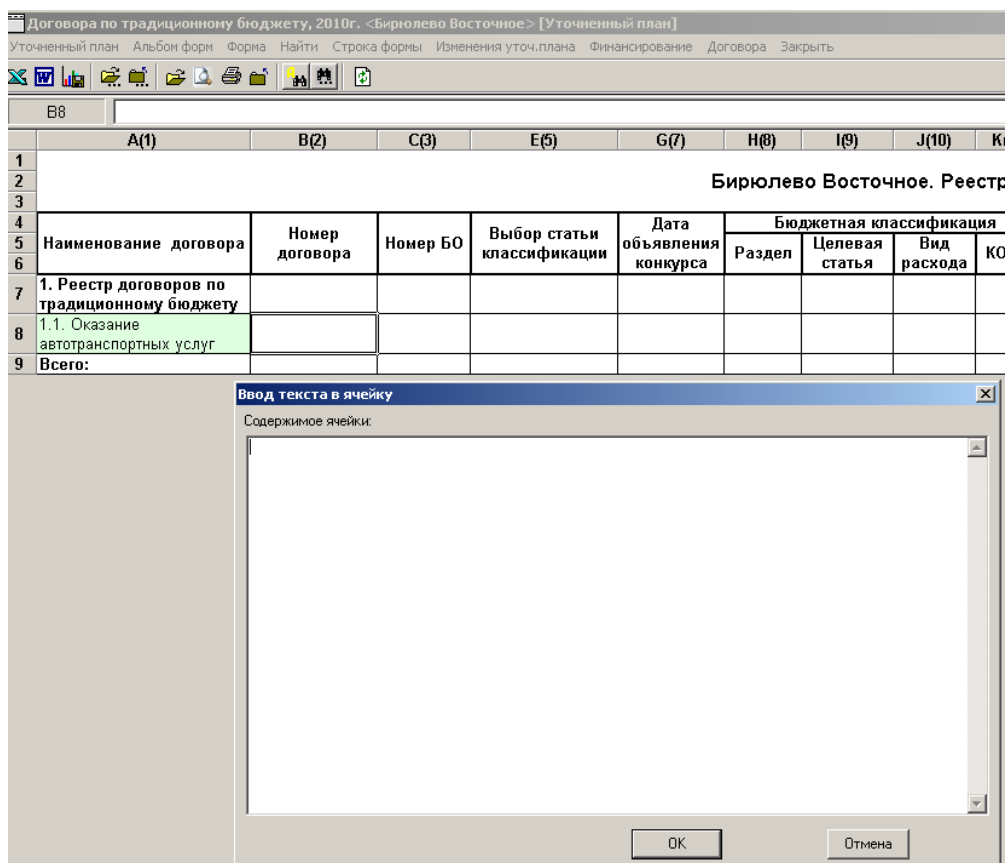 Договора по традиционному бюджету, 2010г. <Бирюлево Восточное> [Уточненный план]
Уточненный план Альбом форм Форма Найти Строка формы Изменения уточ.плана Финансирование Договора Закрыть
B8
A(1) B(2) C(3) E(5) G(7) H(8) I(9) J(10) K(
1
2 Бирюлево Восточное. Реестр
3
4 Дата Бюджетная классификация
5 Наименование договора Номер договора Номер БО Выбор статьи классификации объявления Раздел Целевая Вид КО
6 конкурса статья расхода
7 1. Реестр договоров по
традиционному бюджету
8 1.1. Оказание
автотранспортных услуг
9 Всего:
Ввод текста в ячейку
Содержимое ячейки:
OK Отмена